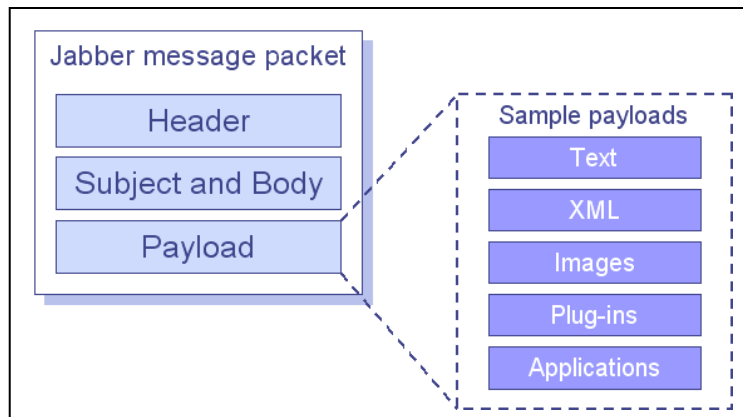 Jabber message packet
Header
Subject and Body
Payload
Sample payloads
Text
XML
Images
Plug-ins
Applications